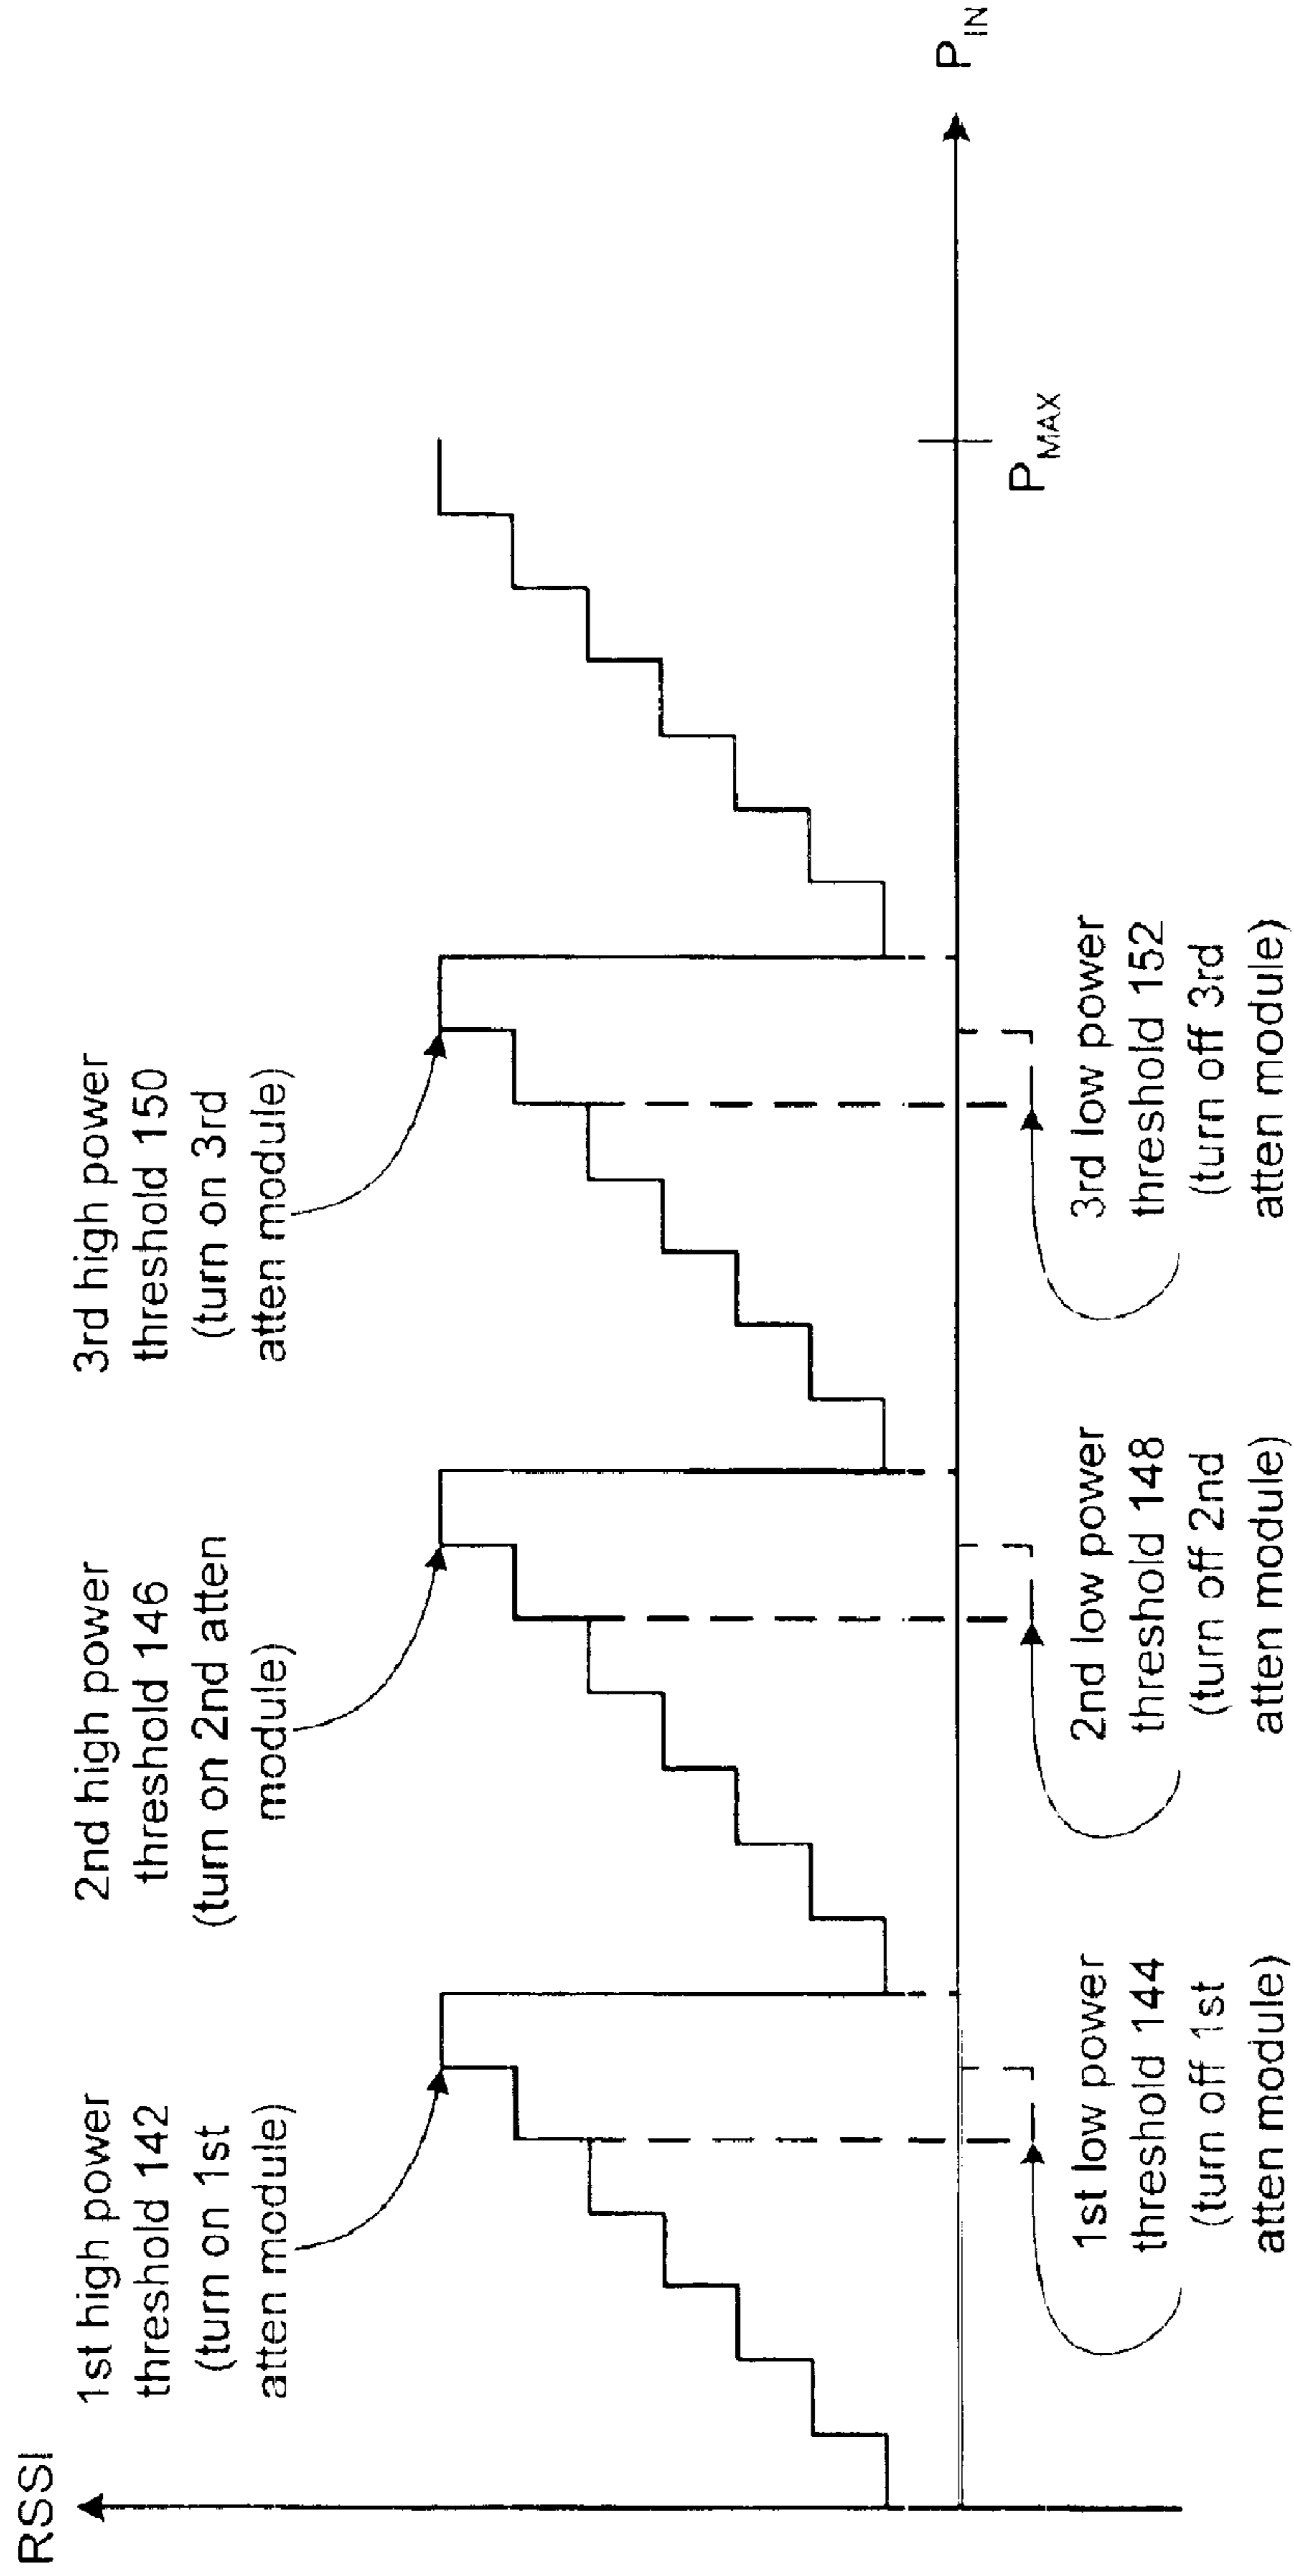 RSSI
1st high power
threshold 142
(turn on 1st
atten module)
2nd high power
threshold 146
(turn on 2nd atten
module)
3rd high power
threshold 150
(turn on 3rd
atten module)
1st low power
threshold 144
(turn off 1st
atten module)
2nd low power
threshold 148
(turn off 2nd
atten module)
3rd low power
threshold 152
(turn off 3rd
atten module)
PMAX
PIN